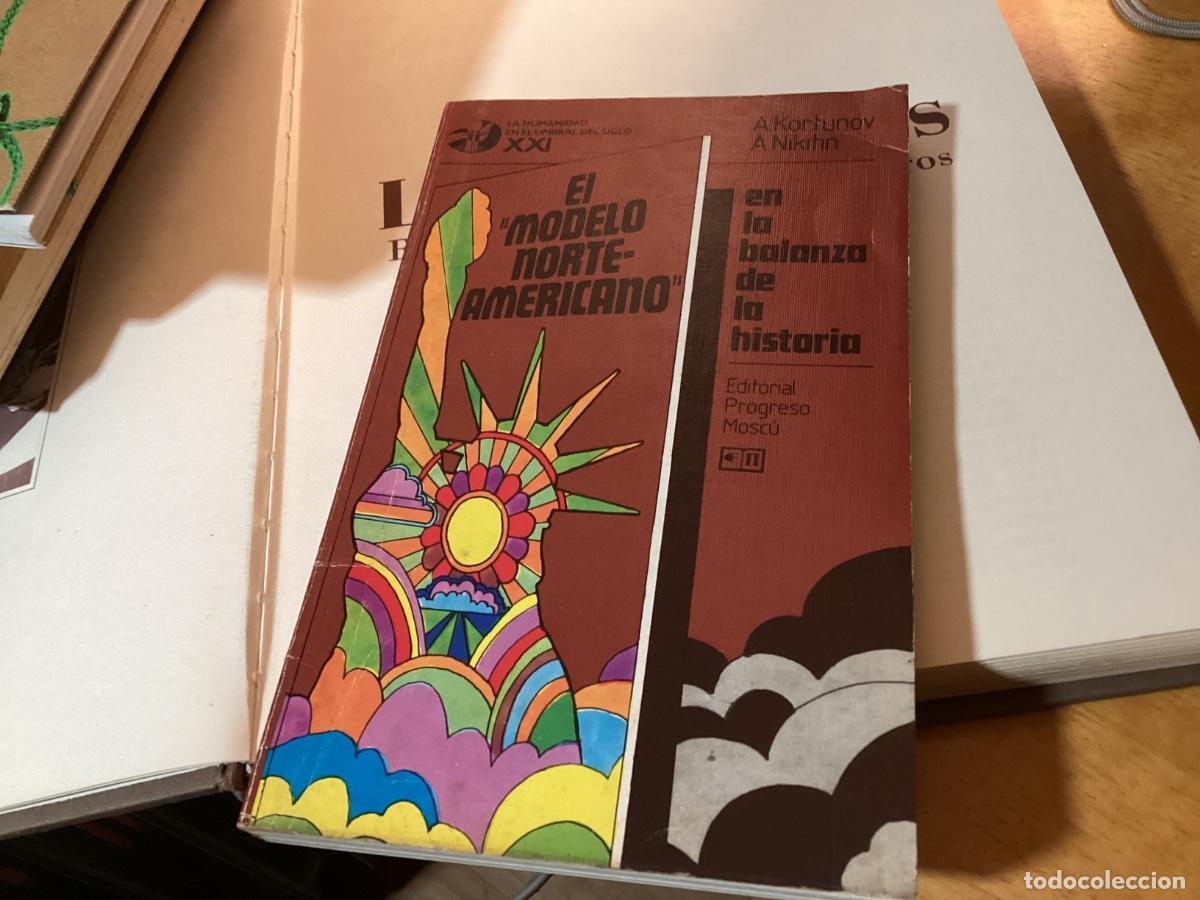 LA HUMANIDAD
EN EL UMBRAL DEL SIGLO
XXI
A. Kortunov
A. Nikitin
El
"MODELO
NORTE-
AMERICANO"
en
la
balanza
de
la
historia
Editorial
Progreso
Moscú
L
S
ros
todocoleccion